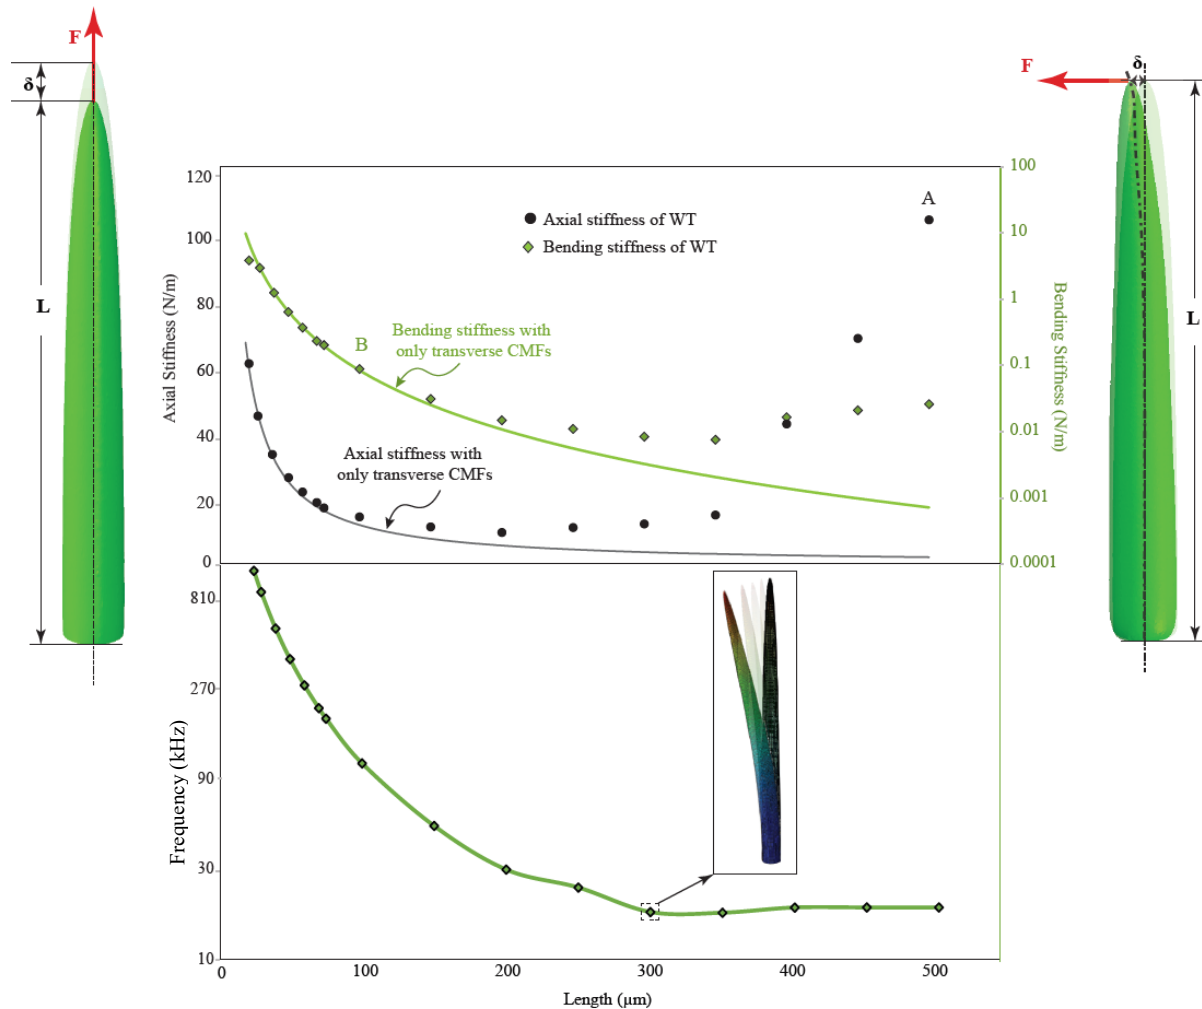 F
δ
L
F
δ
L
120
100
80
60
40
20
0
Axial Stiffness (N/m)
100
10
1
0.1
0.01
0.001
0.0001
Bending Stiffness (N/m)
A
Axial stiffness of WT
Bending stiffness of WT
B
Bending stiffness with
only transverse CMFs
Axial stiffness with
only transverse CMFs
810
270
90
30
10
Frequency (kHz)
0
100
200
300
400
500
Length (µm)